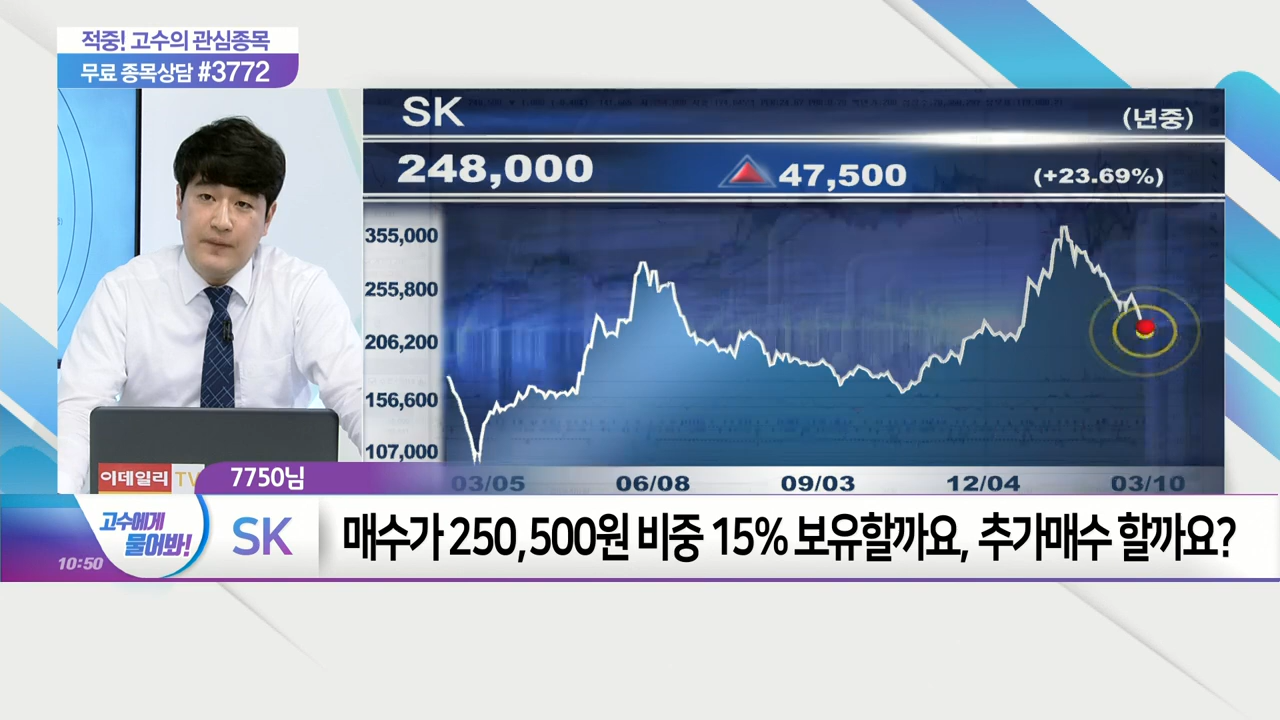 적중! 고수의 관심종목
무료 종목상담 #3772
SK
(년중)
248,000
47,500
(+23.69%)
355,000
255,800
206,200
156,600
107,000
03/05
06/08
09/03
12/04
03/10
이데일리 TV
7750님
고수에게
물어봐!
10:50
SK
매수가 250,500원 비중 15% 보유할까요, 추가매수 할까요?